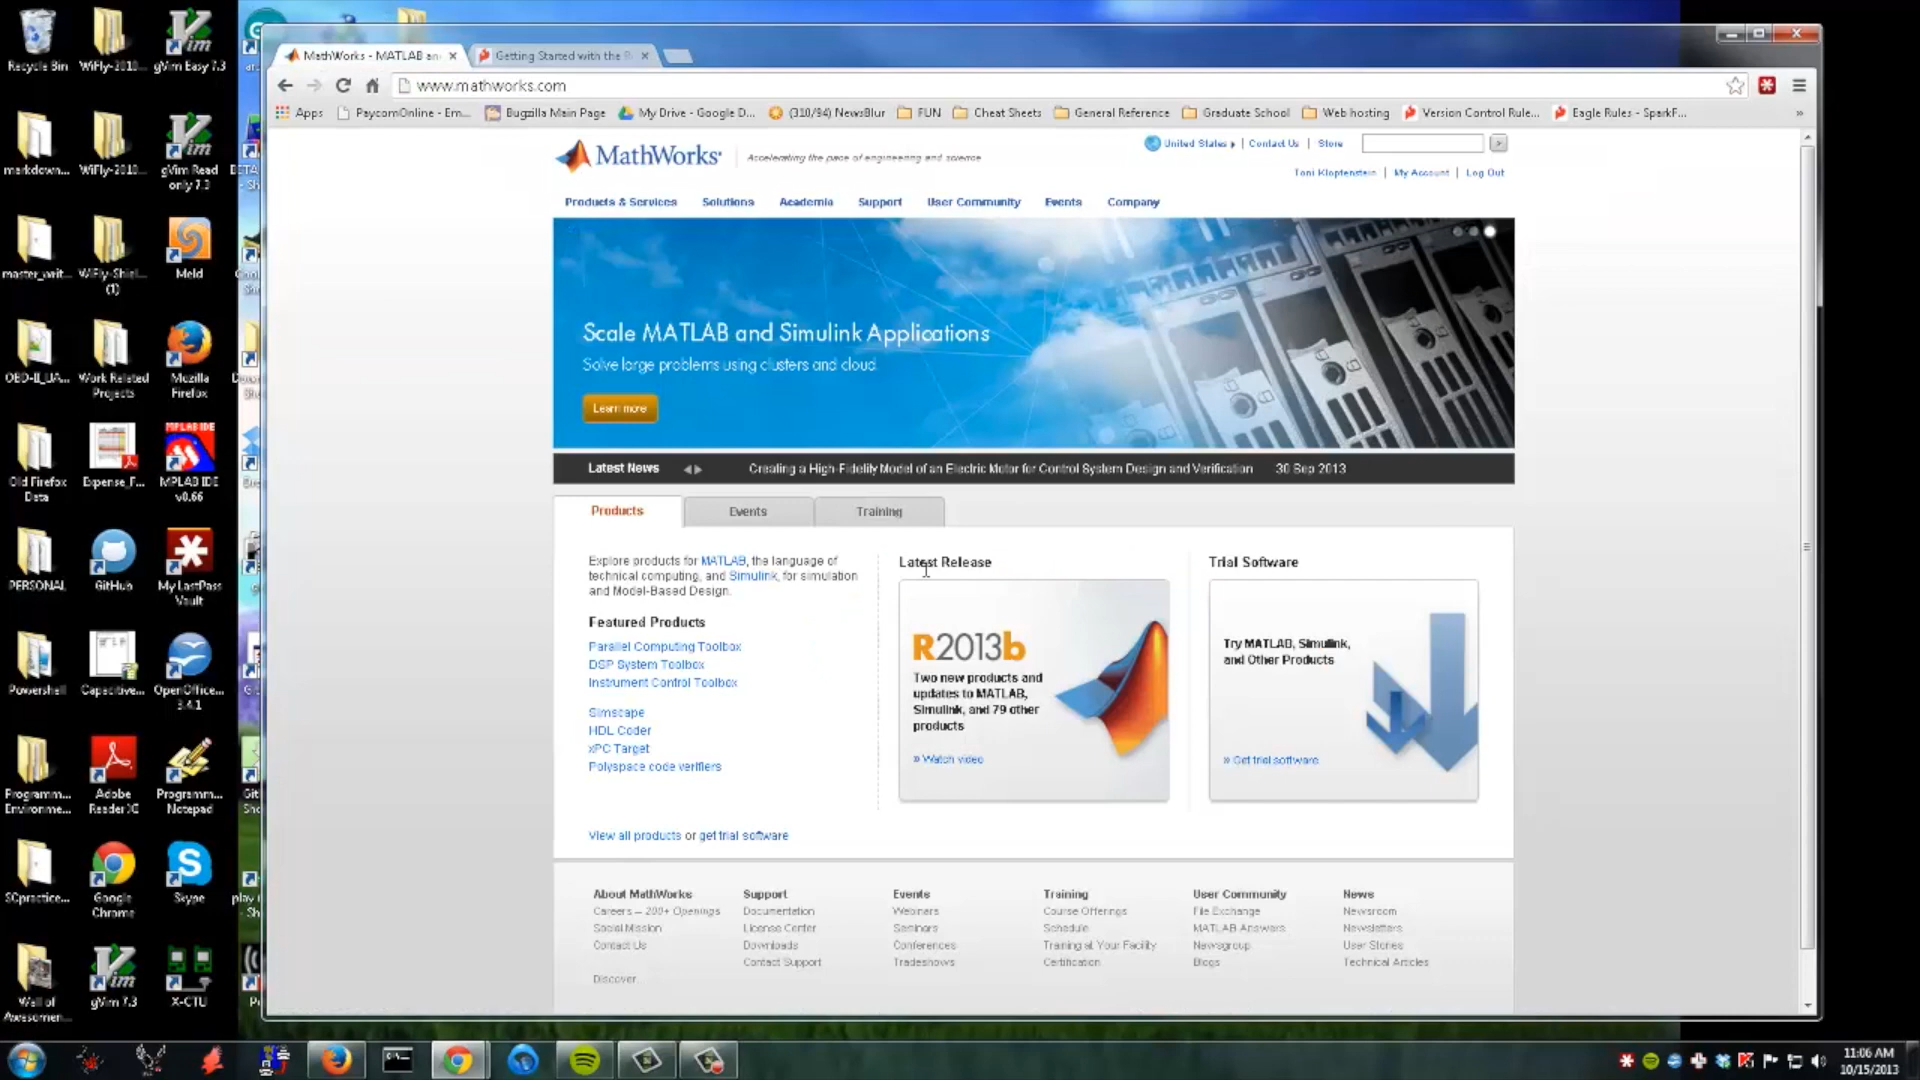 MathWorks - MATLAB an
Getting Started with the
www.mathworks.com
Apps
PaycomOnline - Em...
Bugzilla Main Page
My Drive - Google D...
(310/94) NewsBlur
FUN
Cheat Sheets
General Reference
Graduate School
Web hosting
Version Control Rule...
Eagle Rules - SparkF...
»
MathWorks
Accelerating the pace of engineering and science
United States
Contact Us
Store
Toni Klopfenstein
My Account
Log Out
Products & Services
Solutions
Academia
Support
User Community
Events
Company
Scale MATLAB and Simulink Applications
Solve large problems using clusters and cloud
Learn more
Latest News
Creating a High-Fidelity Model of an Electric Motor for Control System Design and Verification
30 Sep 2013
Products
Events
Training
Explore products for MATLAB, the language of
technical computing, and Simulink, for simulation
and Model-Based Design.
Featured Products
Parallel Computing Toolbox
DSP System Toolbox
Instrument Control Toolbox
Simscape
HDL Coder
xPC Target
Polyspace code verifiers
View all products or get trial software
Latest Release
R2013b
Two new products and
updates to MATLAB,
Simulink, and 79 other
products
» Watch video
Trial Software
Try MATLAB, Simulink,
and Other Products
» Get trial software
About MathWorks
Careers – 200+ Openings
Social Mission
Contact Us
Discover
Support
Documentation
License Center
Downloads
Contact Support
Events
Webinars
Seminars
Conferences
Tradeshows
Training
Course Offerings
Schedule
Training at Your Facility
Certification
User Community
File Exchange
MATLAB Answers
Newsgroup
Blogs
News
Newsroom
Newsletters
User Stories
Technical Articles
Recycle Bin
WiFly-2010...
gVim Easy 7.3
markdown...
WiFly-2010...
gVim Read
only 7.3
master_writ...
WiFly-Shiel...
(1)
Meld
OBD-II_UA...
Work Related
Projects
Mozilla
Firefox
Old Firefox
Data
Expense_F...
MPLAB IDE
MPLAB IDE
v8.66
PERSONAL
GitHub
My LastPass
Vault
Powershell
Capacitive...
OpenOffice...
3.4.1
Programm...
Environme...
Adobe
Reader XI
Programm...
Notepad
SCpractice...
Google
Chrome
Skype
Wall of
Awesomen...
gVim 7.3
X-CTU
11:06 AM
10/15/2013